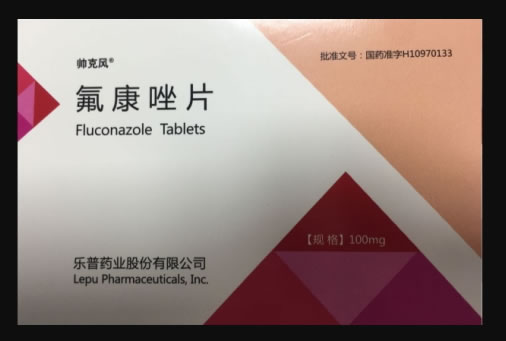 帅克风®
批准文号：国药准字H10970133
氟康唑片
Fluconazole Tablets
【规 格】100mg
乐普药业股份有限公司
Lepu Pharmaceuticals, Inc.